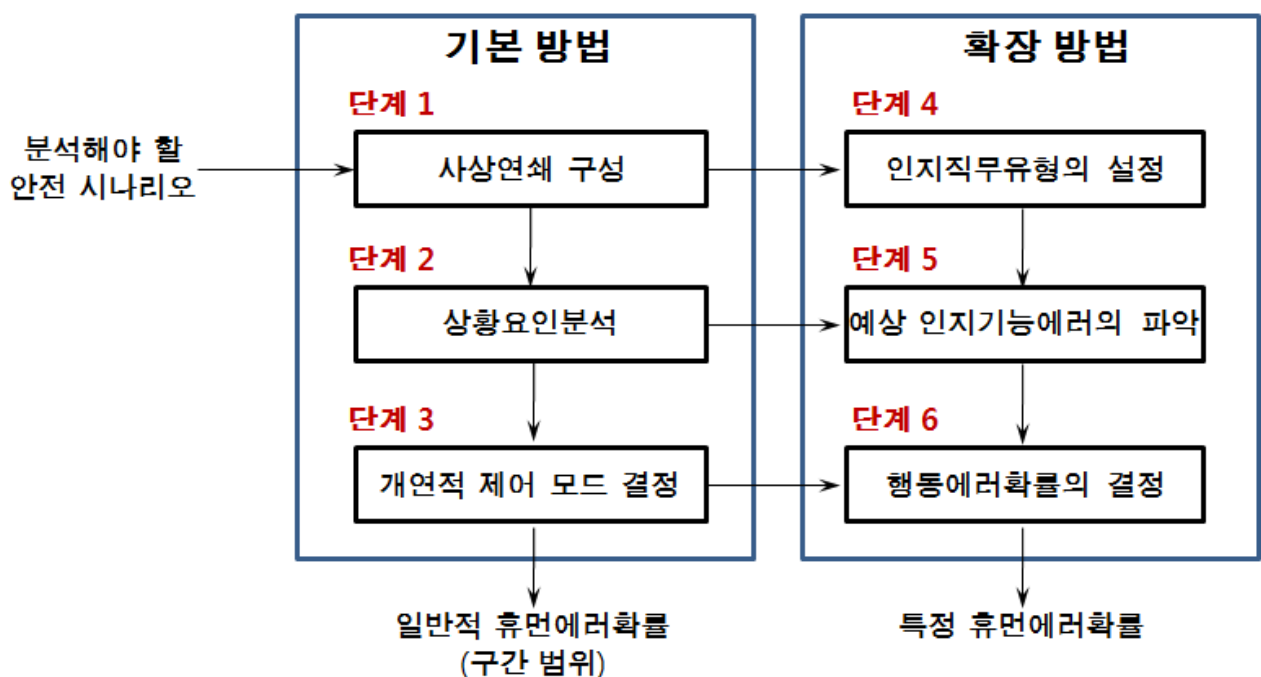 기본 방법
단계 1
분석해야 할
안전 시나리오
사상연쇄 구성
단계 2
상황요인분석
단계 3
개연적 제어 모드 결정
일반적 휴먼에러확률
(구간 범위)
확장 방법
단계 4
인지직무유형의 설정
단계 5
예상 인지기능에러의 파악
단계 6
행동에러확률의 결정
특정 휴먼에러확률